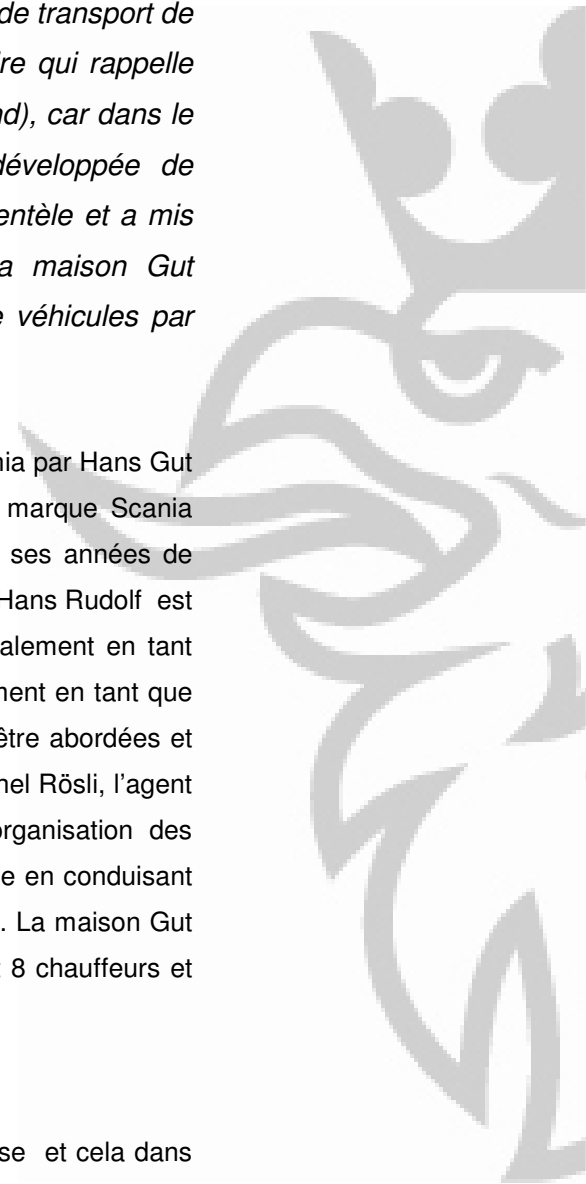 de transport de
re qui rappelle
nd), car dans le
développée de
entèle et a mis
a maison Gut
e véhicules par
nia par Hans Gut
marque Scania
ses années de
Hans Rudolf est
alement en tant
ment en tant que
être abordées et
nel Rösli, l'agent
organisation des
e en conduisant
. La maison Gut
t 8 chauffeurs et
se et cela dans